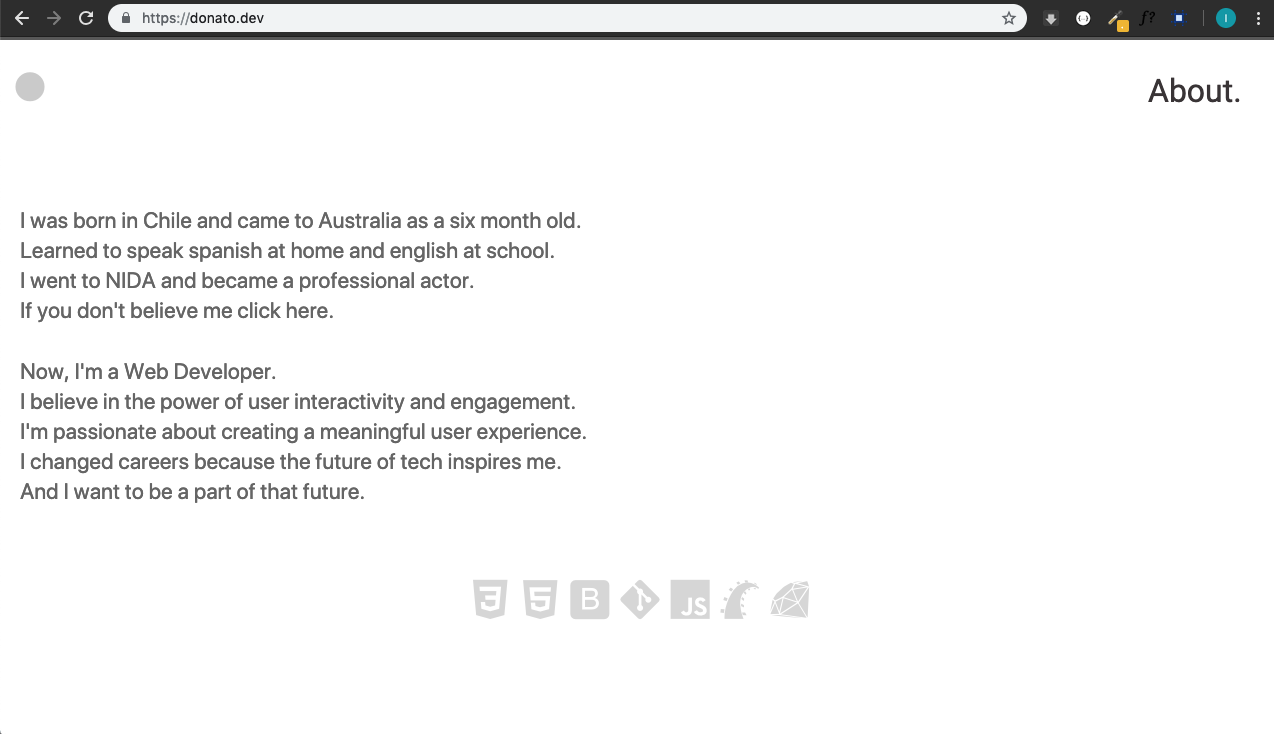 https://donato.dev
f?
I
About.
I was born in Chile and came to Australia as a six month old.
Learned to speak spanish at home and english at school.
I went to NIDA and became a professional actor.
If you don't believe me click here.
Now, I'm a Web Developer.
I believe in the power of user interactivity and engagement.
I'm passionate about creating a meaningful user experience.
I changed careers because the future of tech inspires me.
And I want to be a part of that future.
3 5 B JS